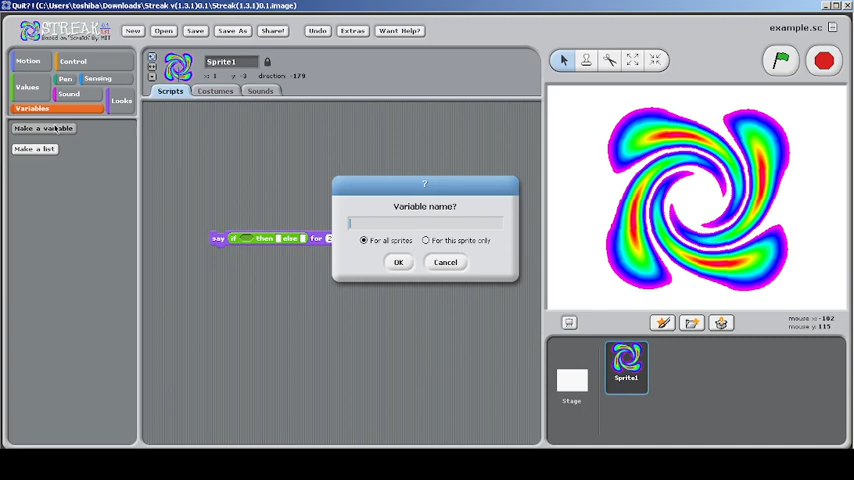 Quit?! (C:\Users\toshiba\Downloads\Streak v(1.3.1)0.1\Streak(1.3.1)0.1.image)
STREAK
Based on "Scratch" by MIT
New Open Save Save As Share! Undo Extras Want Help?
example.sc
Motion Control
Values Pen Sensing
Sound Looks
Variables
Make a variable
Make a list
Sprite1
x: 1 y: -3 direction: -179
Scripts Costumes Sounds
say if then else for 2
?
Variable name?
For all sprites For this sprite only
OK Cancel
mouse x: -182
mouse y: 115
Sprite1
Stage